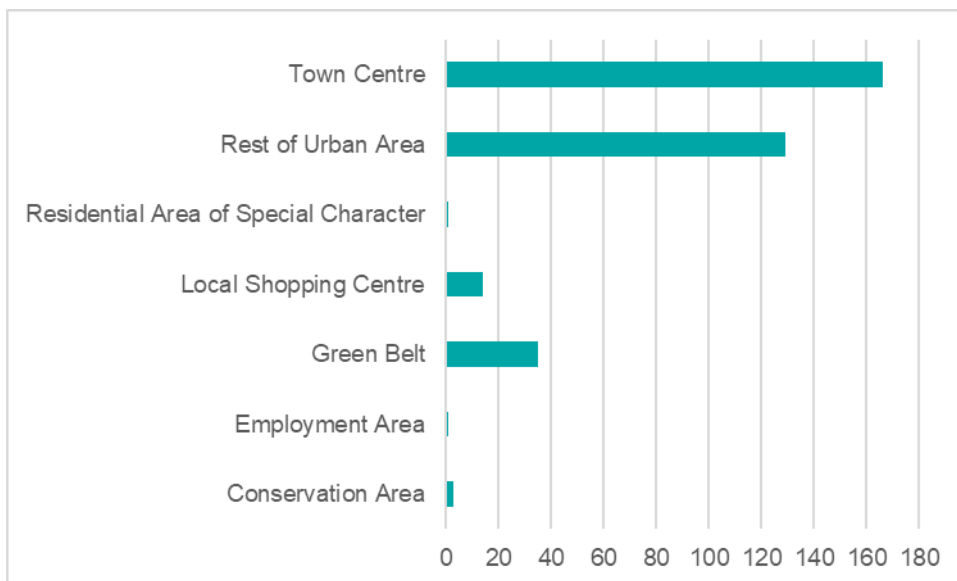 Town Centre
Rest of Urban Area
Residential Area of Special Character
Local Shopping Centre
Green Belt
Employment Area
Conservation Area
0 20 40 60 80 100 120 140 160 180